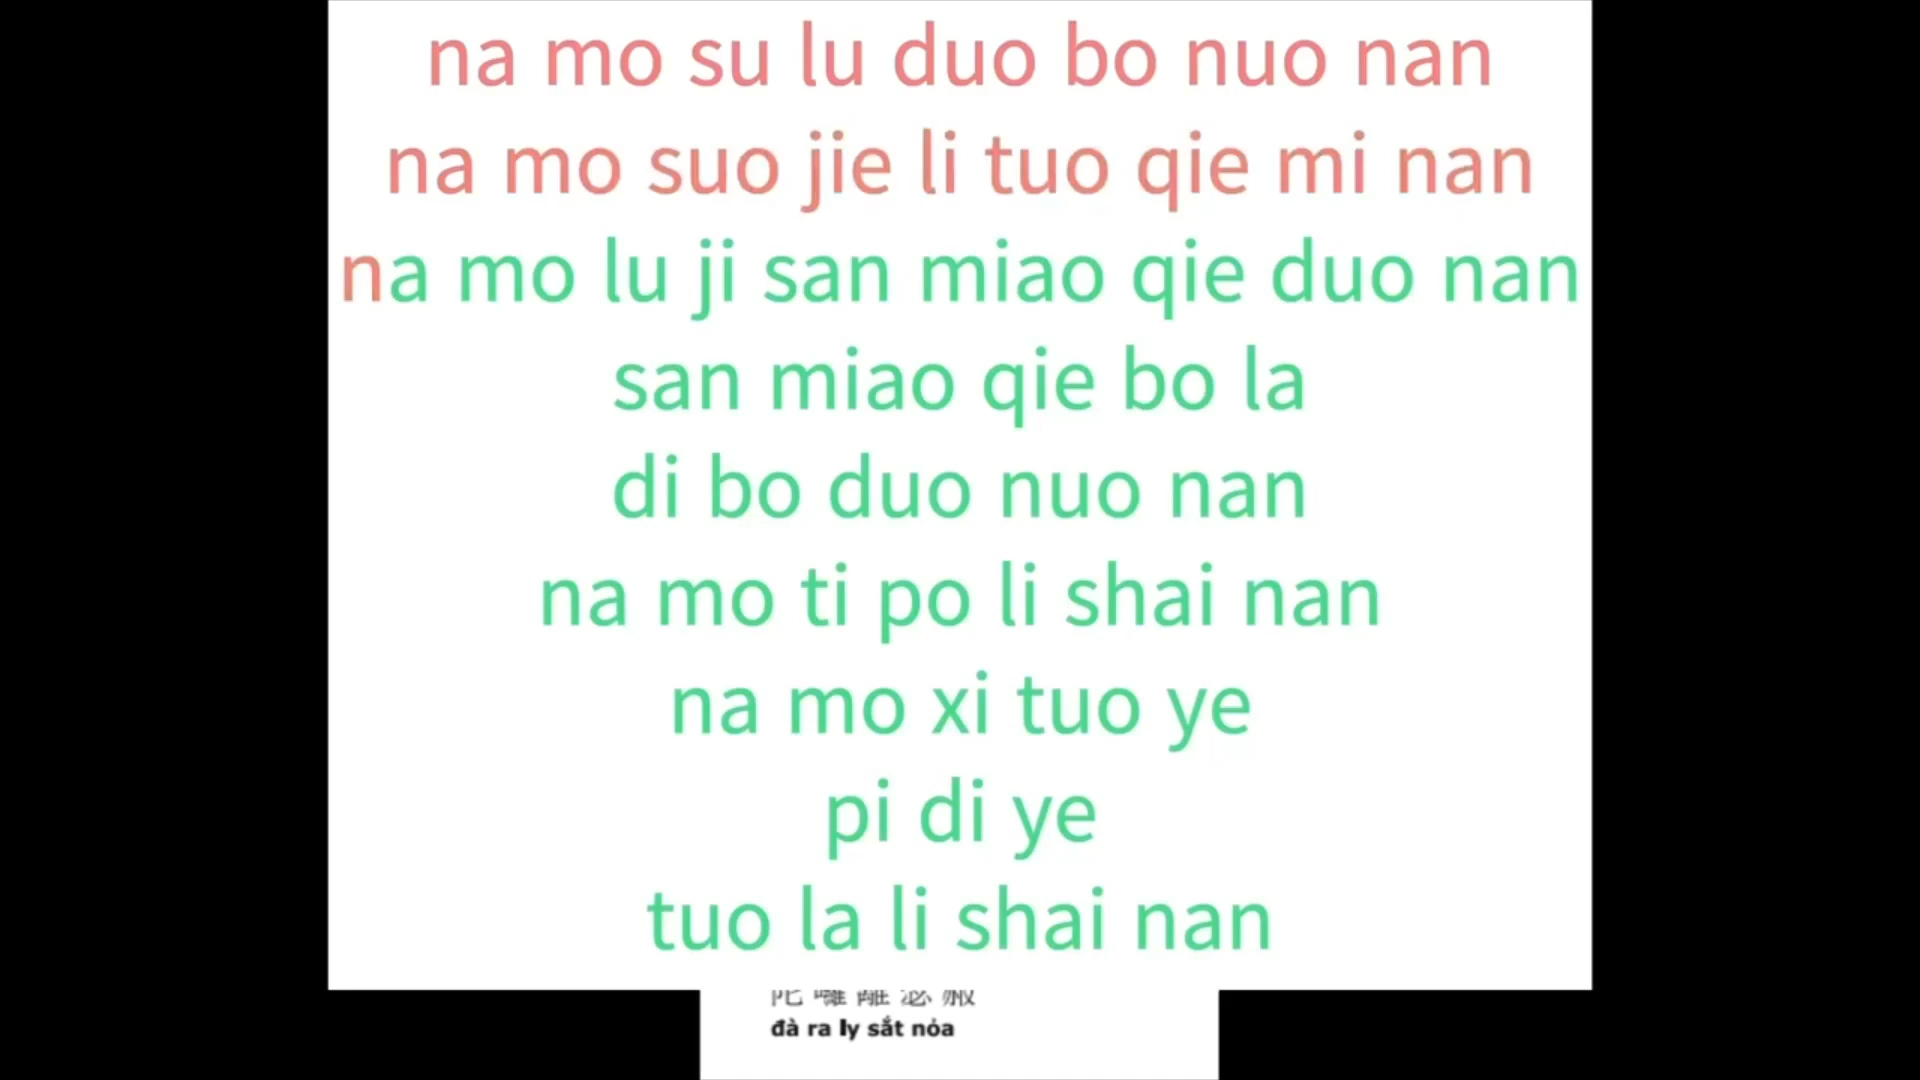 na mo su lu duo bo nuo nan
na mo suo jie li tuo qie mi nan
na mo lu ji san miao qie duo nan
san miao qie bo la
di bo duo nuo nan
na mo ti po li shai nan
na mo xi tuo ye
pi di ye
tuo la li shai nan
đà ra ly sắt nỏa